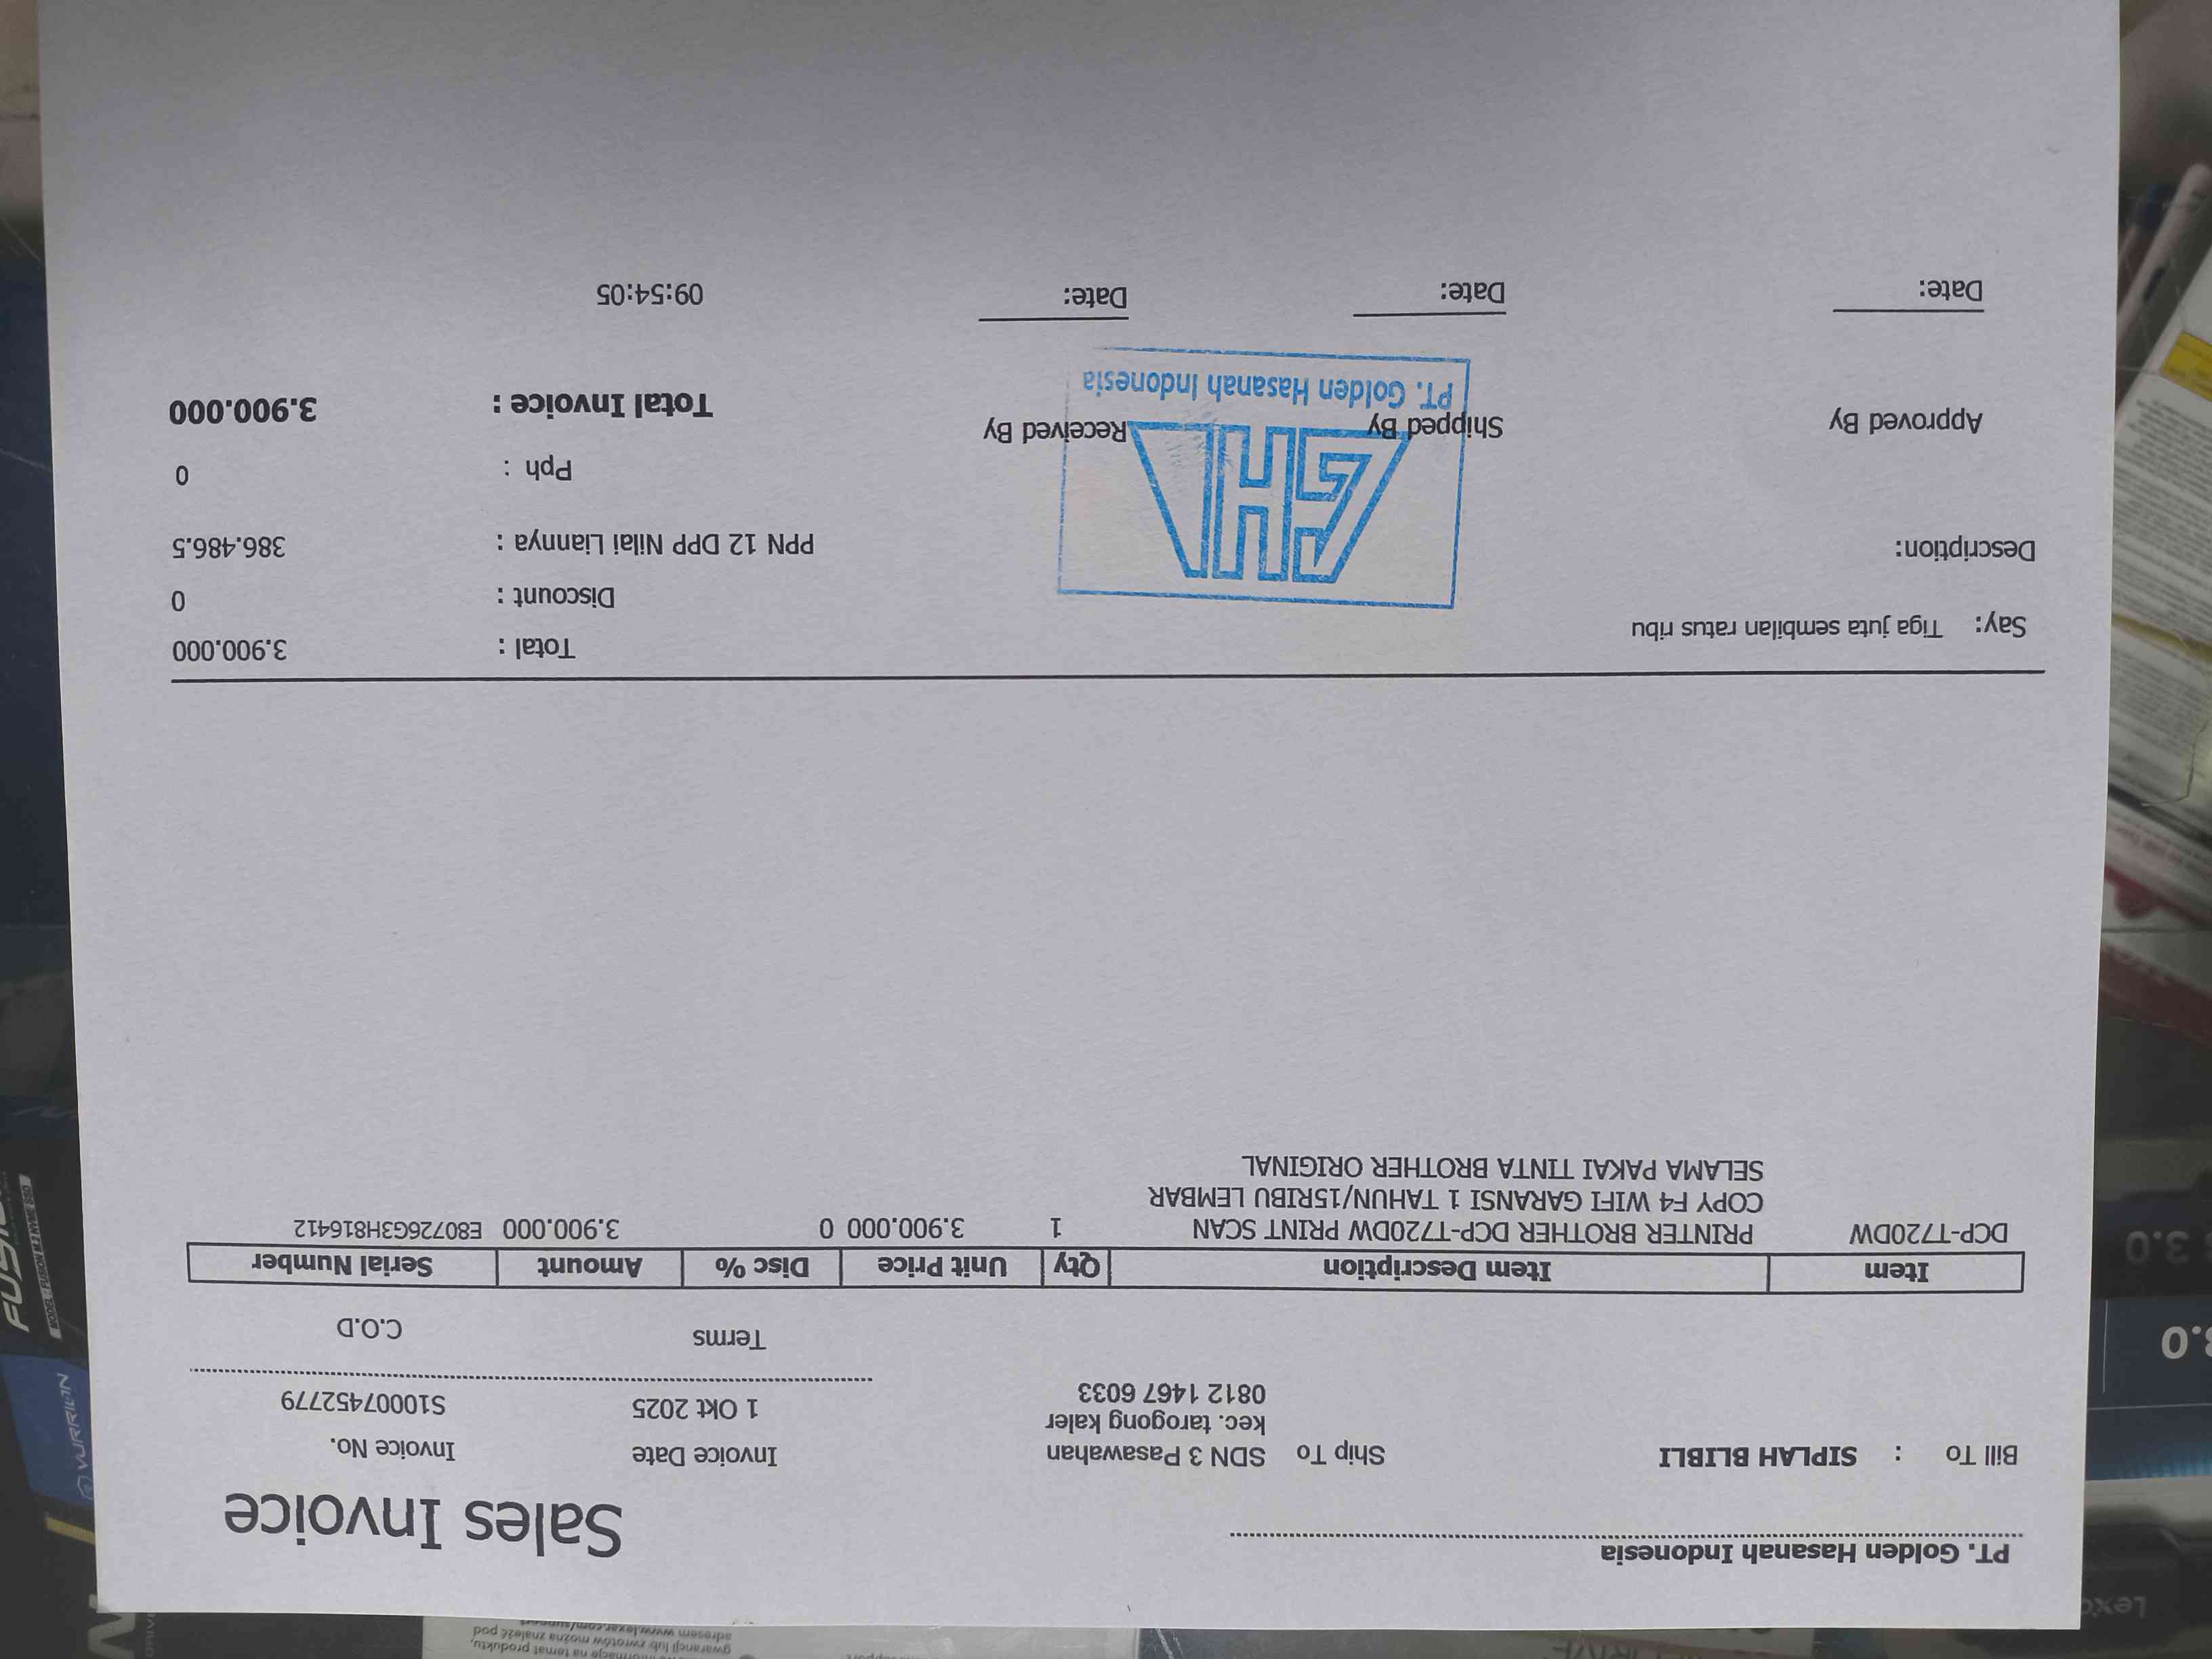 PT. Golden Hasanah Indonesia
Sales Invoice
Bill To : SIPLAH BLIBLI
Ship To SDN 3 Pasawahan
kec. tarogong kaler
0812 1467 6033
Invoice Date Invoice No.
1 Okt 2025 S10007452779
Terms C.O.D
Item Item Description Qty Unit Price Disc % Amount Serial Number
DCP-T720DW PRINTER BROTHER DCP-T720DW PRINT SCAN 1 3.900.000 0 3.900.000 E80726G3H816412
COPY F4 WIFI GARANSI 1 TAHUN/15RIBU LEMBAR
SELAMA PAKAI TINTA BROTHER ORIGINAL
Say: Tiga juta sembilan ratus ribu
Total : 3.900.000
Discount : 0
Description:
PPN 12 DPP Nilai Liannya : 386.486.5
Pph : 0
Total Invoice : 3.900.000
Approved By Shipped By Received By
GHI
PT. Golden Hasanah Indonesia
Date: Date: Date: 09:54:05
VURRION
3.0